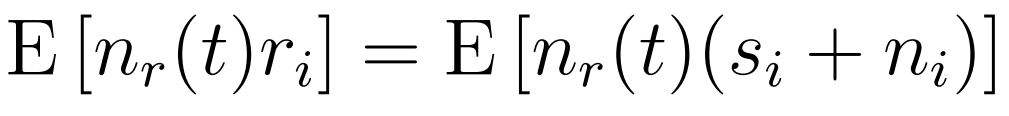 E [n_r(t)r_i] = E [n_r(t)(s_i + n_i)]